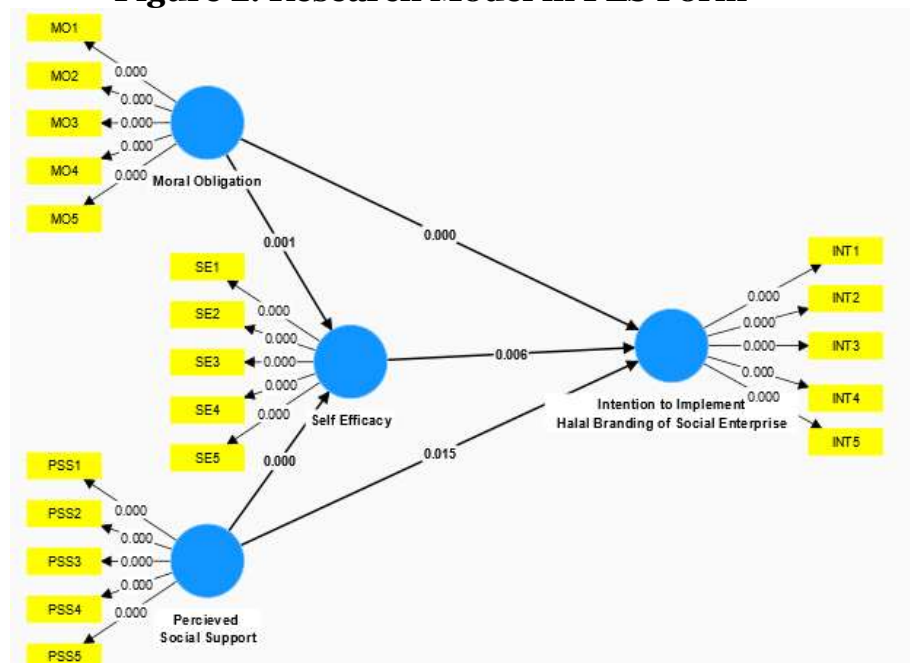 Figure 2. Research Model in PLS Form
MO1
MO2
MO3
MO4
MO5
0.000
0.000
0.000
0.000
0.000
Moral Obligation
0.001
0.000
SE1
SE2
SE3
SE4
SE5
0.000
0.000
0.000
0.000
0.000
Self Efficacy
0.006
0.000
0.015
INT1
INT2
INT3
INT4
INT5
0.000
0.000
0.000
0.000
0.000
Intention to Implement
Halal Branding of Social Enterprise
PSS1
PSS2
PSS3
PSS4
PSS5
0.000
0.000
0.000
0.000
0.000
Percieved
Social Support